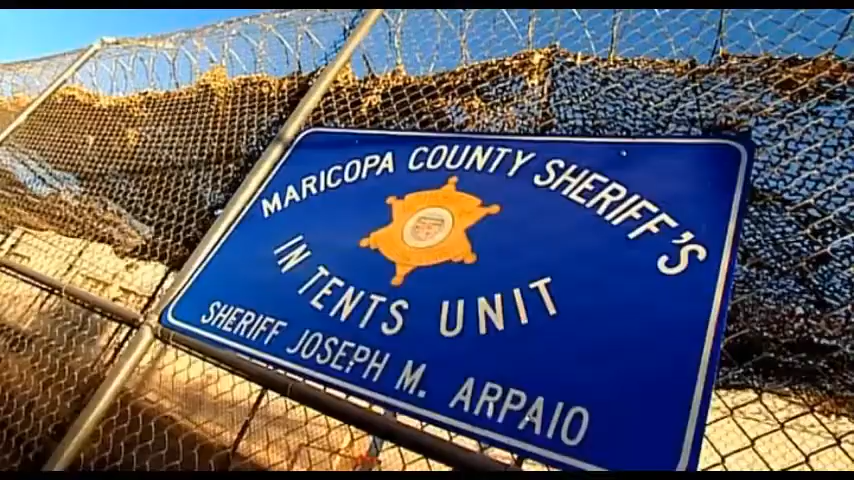 MARICOPA COUNTY SHERIFF'S
IN TENTS UNIT
SHERIFF JOSEPH M. ARPAIO